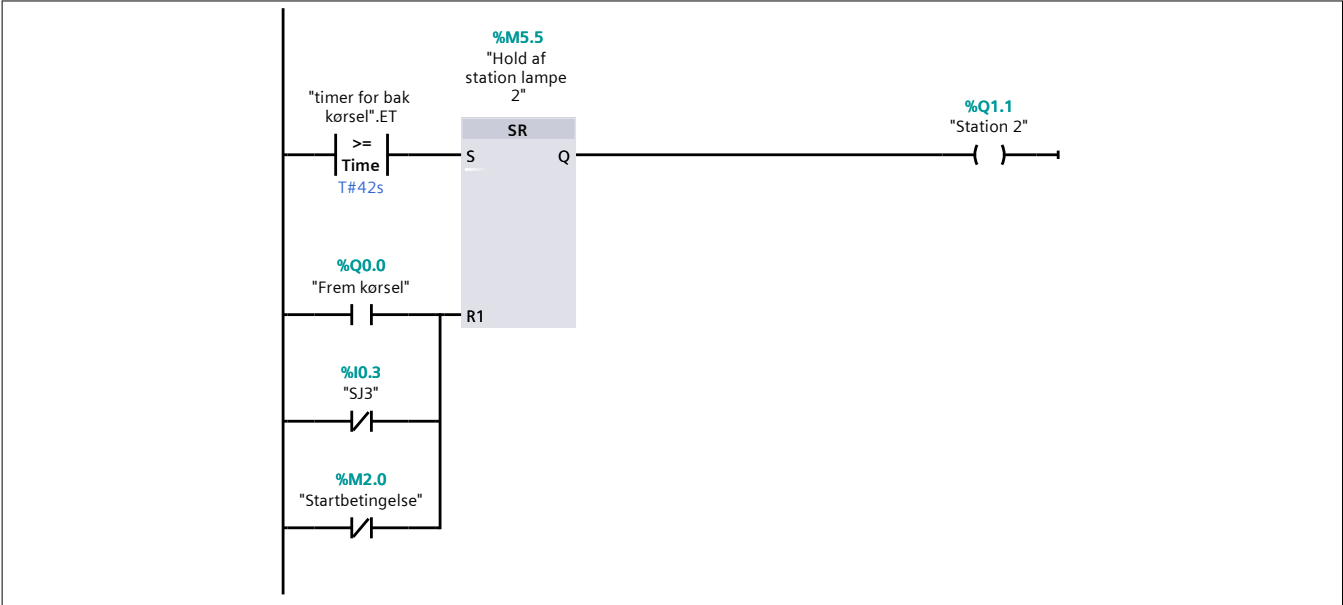 %M5.5
"Hold af
station lampe
2"
"timer for bak
kørsel".ET
%Q1.1
"Station 2"
SR
>=
Time
S
Q
T#42s
%Q0.0
"Frem kørsel"
R1
%I0.3
"SJ3"
%M2.0
"Startbetingelse"